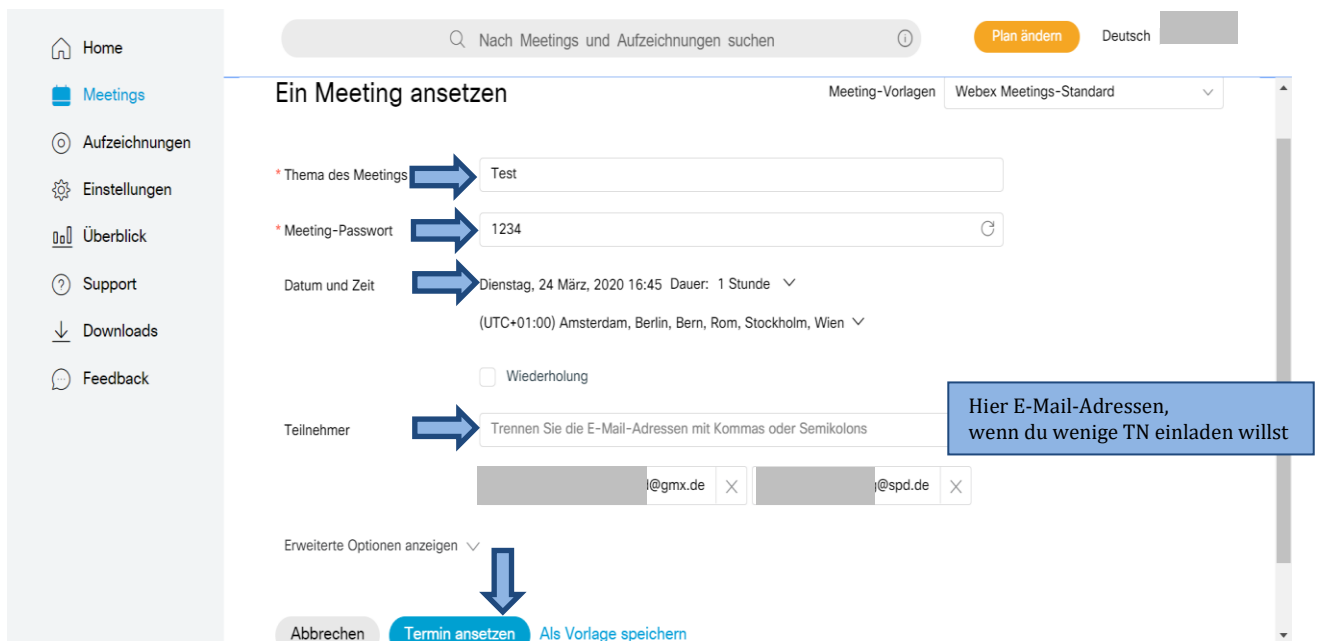 Home
Meetings
Aufzeichnungen
Einstellungen
Überblick
Support
Downloads
Feedback
Nach Meetings und Aufzeichnungen suchen
Plan ändern
Deutsch
Ein Meeting ansetzen
Meeting-Vorlagen Webex Meetings-Standard
* Thema des Meetings Test
* Meeting-Passwort 1234
Datum und Zeit Dienstag, 24 März, 2020 16:45 Dauer: 1 Stunde
(UTC+01:00) Amsterdam, Berlin, Bern, Rom, Stockholm, Wien
Wiederholung
Teilnehmer Trennen Sie die E-Mail-Adressen mit Kommas oder Semikolons
Hier E-Mail-Adressen,
wenn du wenige TN einladen willst
@gmx.de @spd.de
Erweiterte Optionen anzeigen
Abbrechen Termin ansetzen Als Vorlage speichern